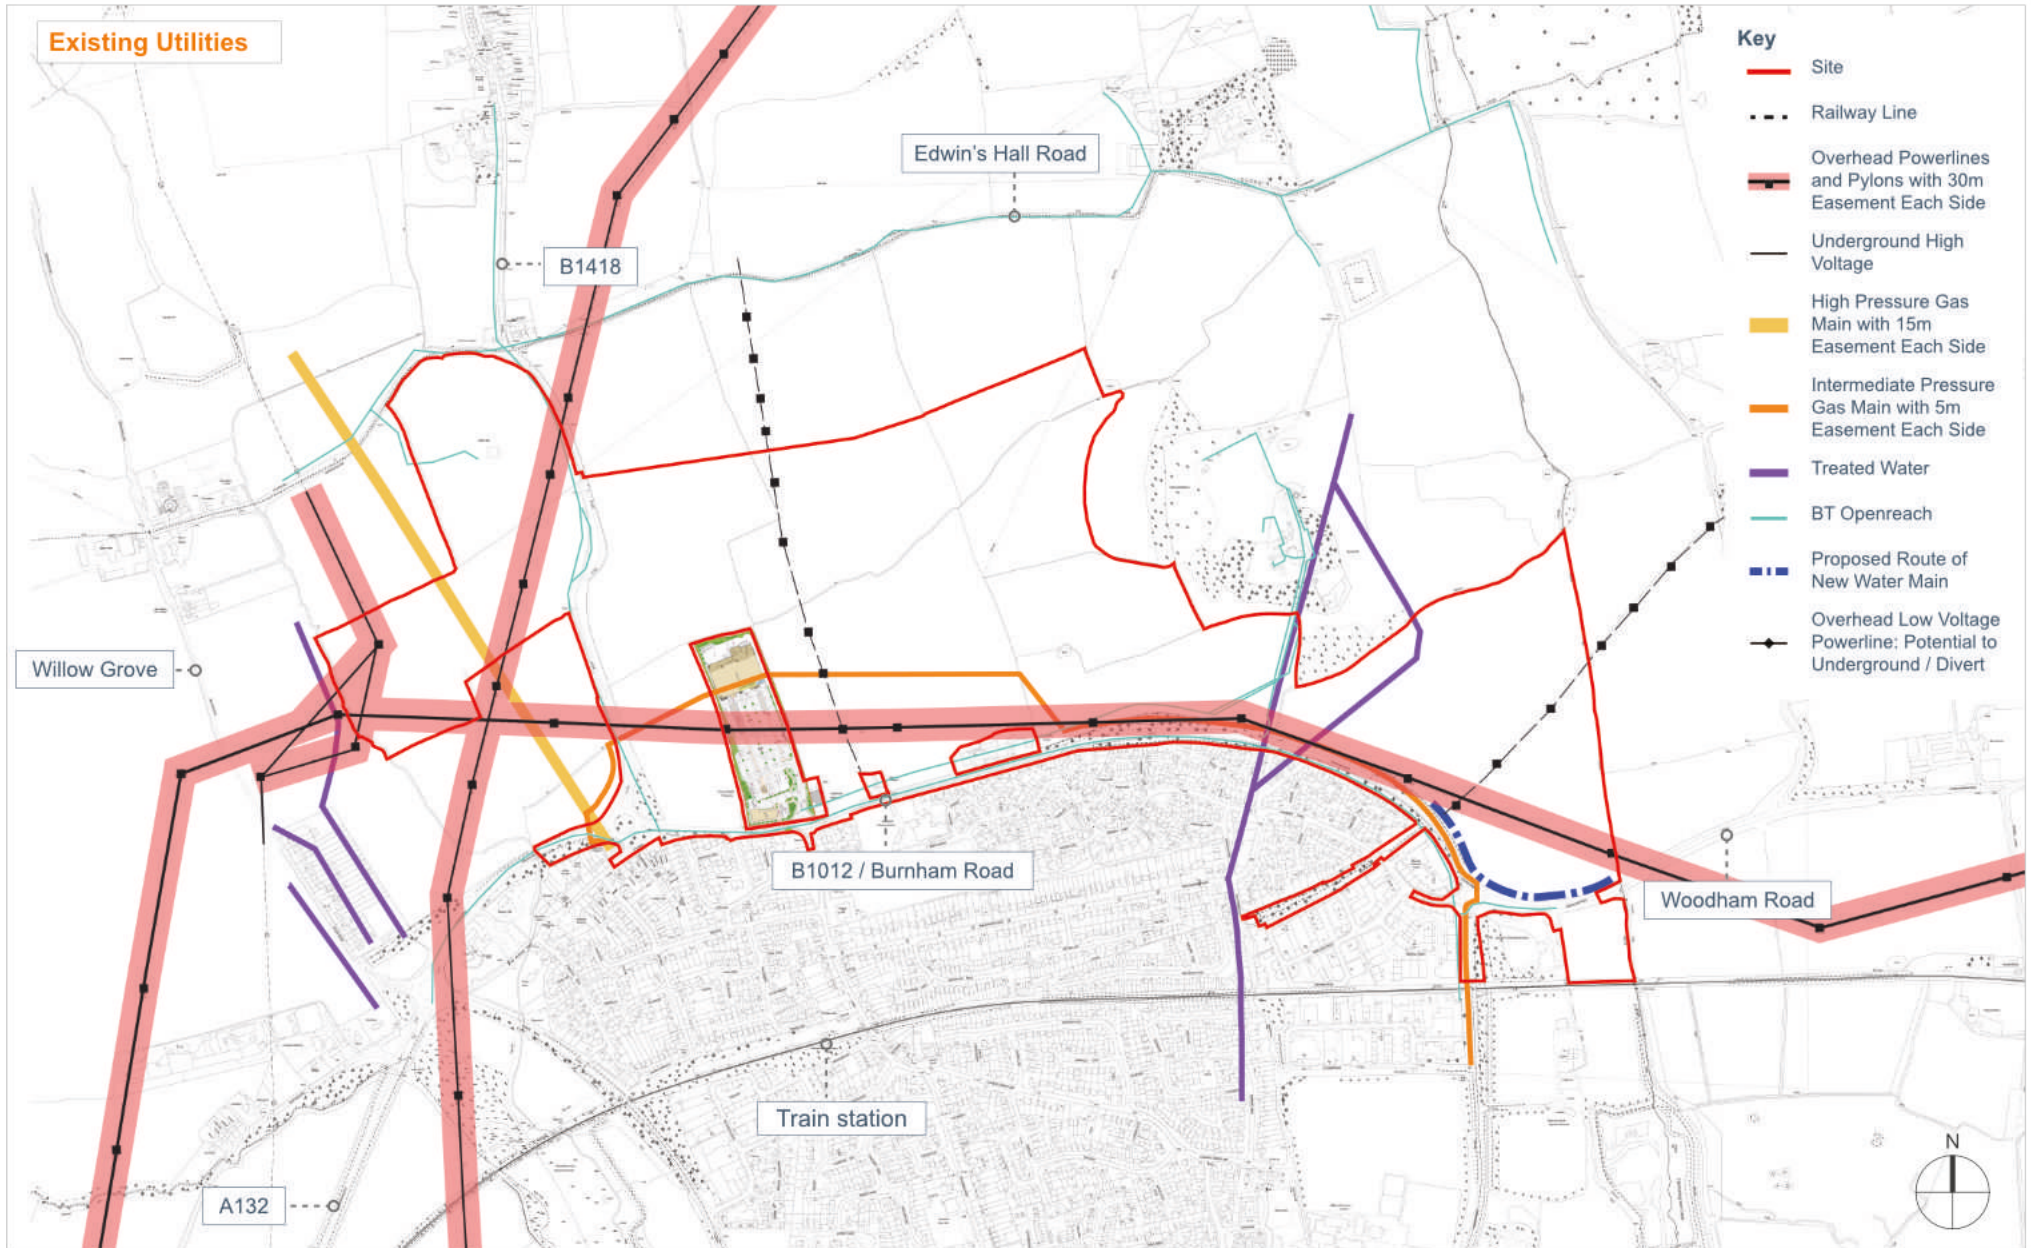 Existing Utilities
Edwin's Hall Road
B1418
Willow Grove
B1012 / Burnham Road
Woodham Road
Train station
A132
Key
Site
Railway Line
Overhead Powerlines
and Pylons with 30m
Easement Each Side
Underground High
Voltage
High Pressure Gas
Main with 15m
Easement Each Side
Intermediate Pressure
Gas Main with 5m
Easement Each Side
Treated Water
BT Openreach
Proposed Route of
New Water Main
Overhead Low Voltage
Powerline: Potential to
Underground / Divert
N